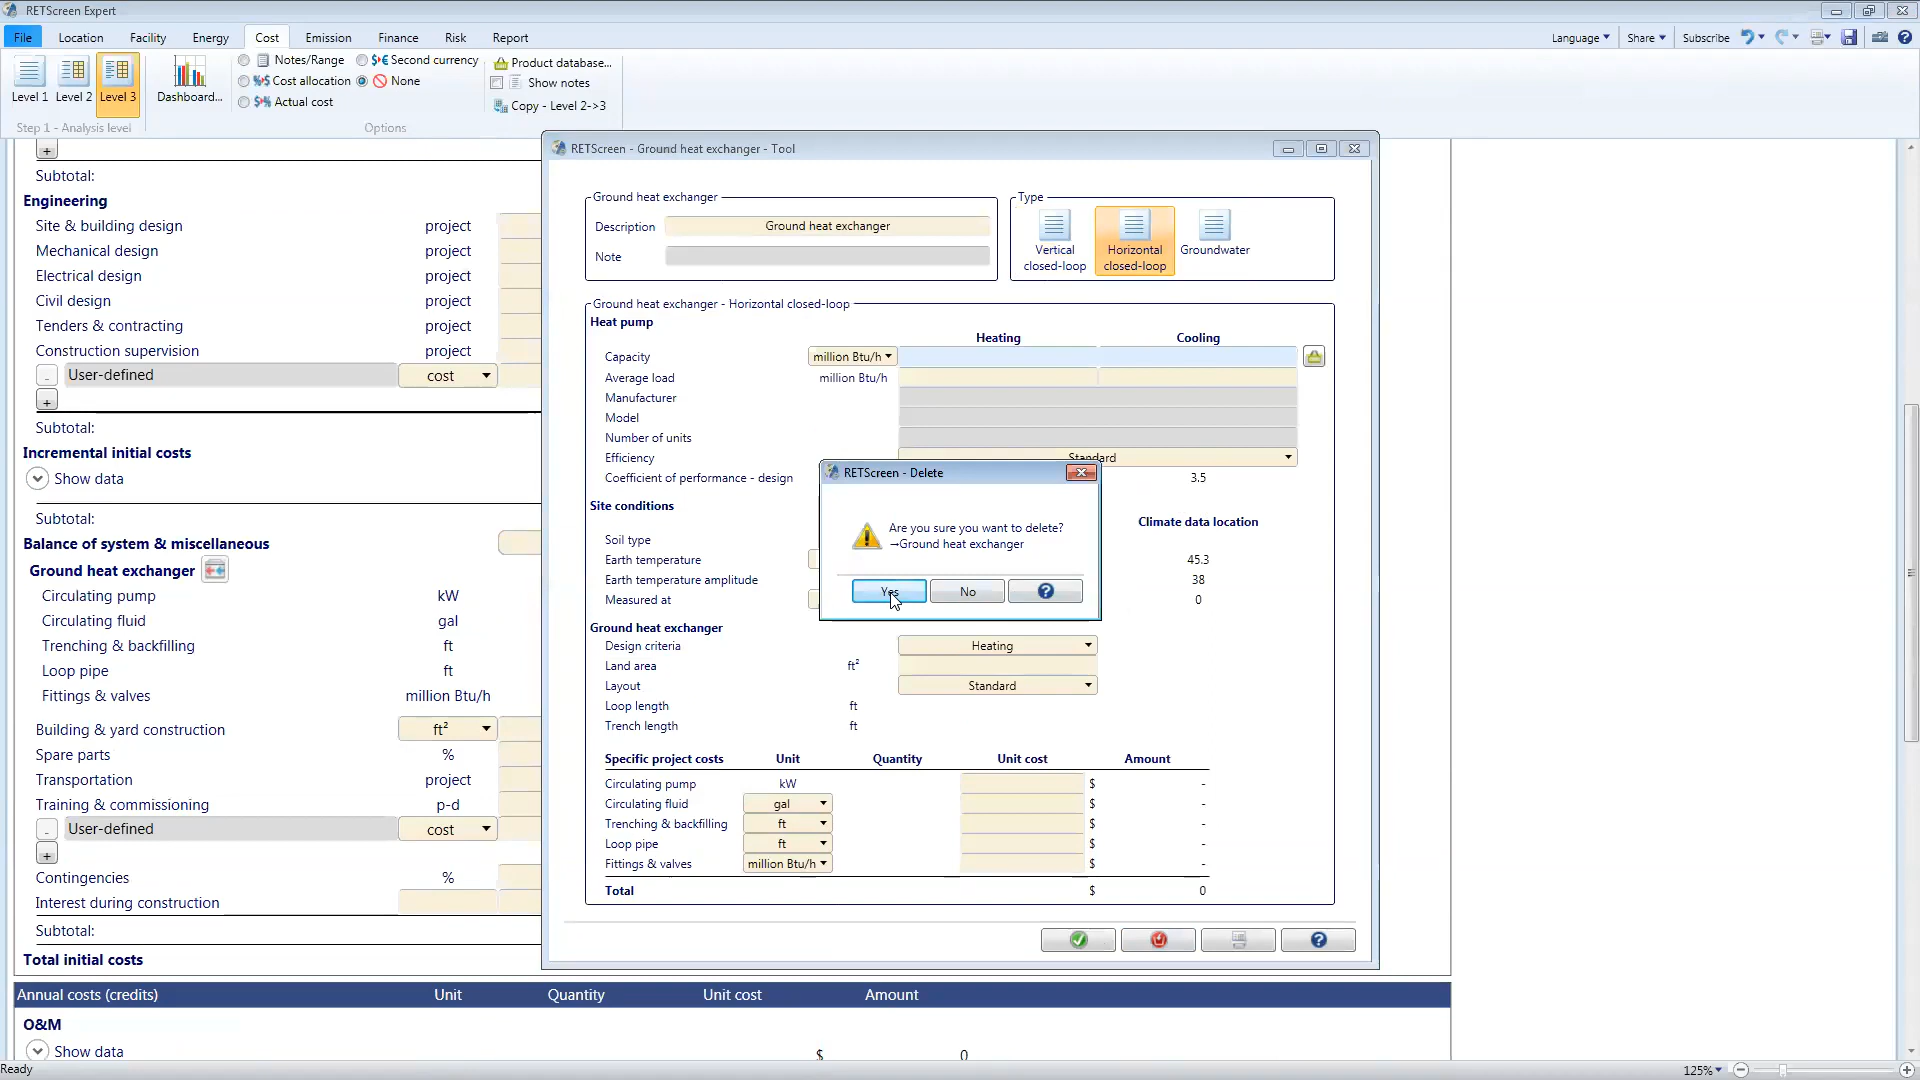 RETScreen Expert
File Location Facility Energy Cost Emission Finance Risk Report
Language Share Subscribe
Level 1 Level 2 Level 3
Step 1 - Analysis level
Dashboard...
Notes/Range
Cost allocation
Actual cost
Second currency
None
Options
Product database...
Show notes
Copy - Level 2->3
+
Subtotal:
Engineering
Site & building design project
Mechanical design project
Electrical design project
Civil design project
Tenders & contracting project
Construction supervision project
- User-defined cost
+
Subtotal:
Incremental initial costs
Show data
Subtotal:
Balance of system & miscellaneous
Ground heat exchanger
Circulating pump kW
Circulating fluid gal
Trenching & backfilling ft
Loop pipe ft
Fittings & valves million Btu/h
Building & yard construction ft²
Spare parts %
Transportation project
Training & commissioning p-d
- User-defined cost
+
Contingencies %
Interest during construction
Subtotal:
Total initial costs
Annual costs (credits) Unit Quantity Unit cost Amount
O&M
Show data $ 0
Ready
125%
RETScreen - Ground heat exchanger - Tool
Ground heat exchanger
Description Ground heat exchanger
Note
Type
Vertical closed-loop
Horizontal closed-loop
Groundwater
Ground heat exchanger - Horizontal closed-loop
Heat pump
Heating Cooling
Capacity million Btu/h
Average load million Btu/h
Manufacturer
Model
Number of units
Efficiency Standard
Coefficient of performance - design 3.5
Site conditions
Climate data location
Soil type
Earth temperature 45.3
Earth temperature amplitude 38
Measured at 0
Ground heat exchanger
Design criteria Heating
Land area ft²
Layout Standard
Loop length ft
Trench length ft
Specific project costs Unit Quantity Unit cost Amount
Circulating pump kW $ -
Circulating fluid gal $ -
Trenching & backfilling ft $ -
Loop pipe ft $ -
Fittings & valves million Btu/h $ -
Total $ 0
RETScreen - Delete
Are you sure you want to delete?
→Ground heat exchanger
Yes No